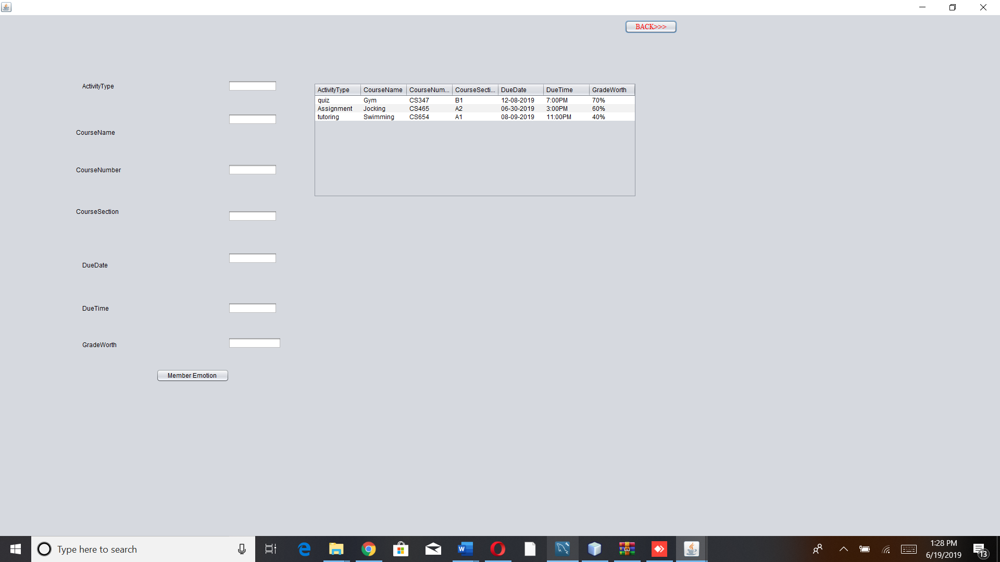 BACK>>>
ActivityType
CourseName
CourseNumber
CourseSection
DueDate
DueTime
GradeWorth
Member Emotion
ActivityType CourseName CourseNum... CourseSecti... DueDate DueTime GradeWorth
quiz Gym CS347 B1 12-08-2019 7:00PM 70%
Assignment Jocking CS465 A2 06-30-2019 3:00PM 60%
tutoring Swimming CS654 A1 08-09-2019 11:00PM 40%
Type here to search
1:28 PM
6/19/2019
13